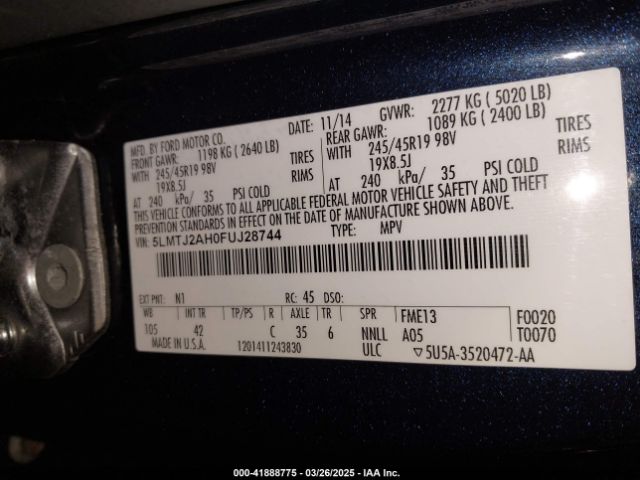 MFD. BY FORD MOTOR CO.
DATE: 11/14
GVWR: 2277 KG ( 5020 LB)
FRONT GAWR: 1198 KG (2640 LB)
REAR GAWR: 1089 KG ( 2400 LB)
WITH 245/45R19 98V TIRES
WITH 245/45R19 98V TIRES
19X8.5J RIMS
19X8.5J RIMS
AT 240 kPa/ 35 PSI COLD
AT 240 kPa/ 35 PSI COLD
THIS VEHICLE CONFORMS TO ALL APPLICABLE FEDERAL MOTOR VEHICLE SAFETY AND THEFT
PREVENTION STANDARDS IN EFFECT ON THE DATE OF MANUFACTURE SHOWN ABOVE.
VIN: 5LMTJ2AH0FUJ28744
TYPE: MPV
EXT PNT: N1 RC: 45 DSO:
WB INT TR TP/PS R AXLE TR SPR FME13 F0020
105 42 C 35 6 NNLL A05 T0070
MADE IN U.S.A. 1201411243830 ULC ▽5U5A-3520472-AA
000-41888775 - 03/26/2025 - IAA Inc.